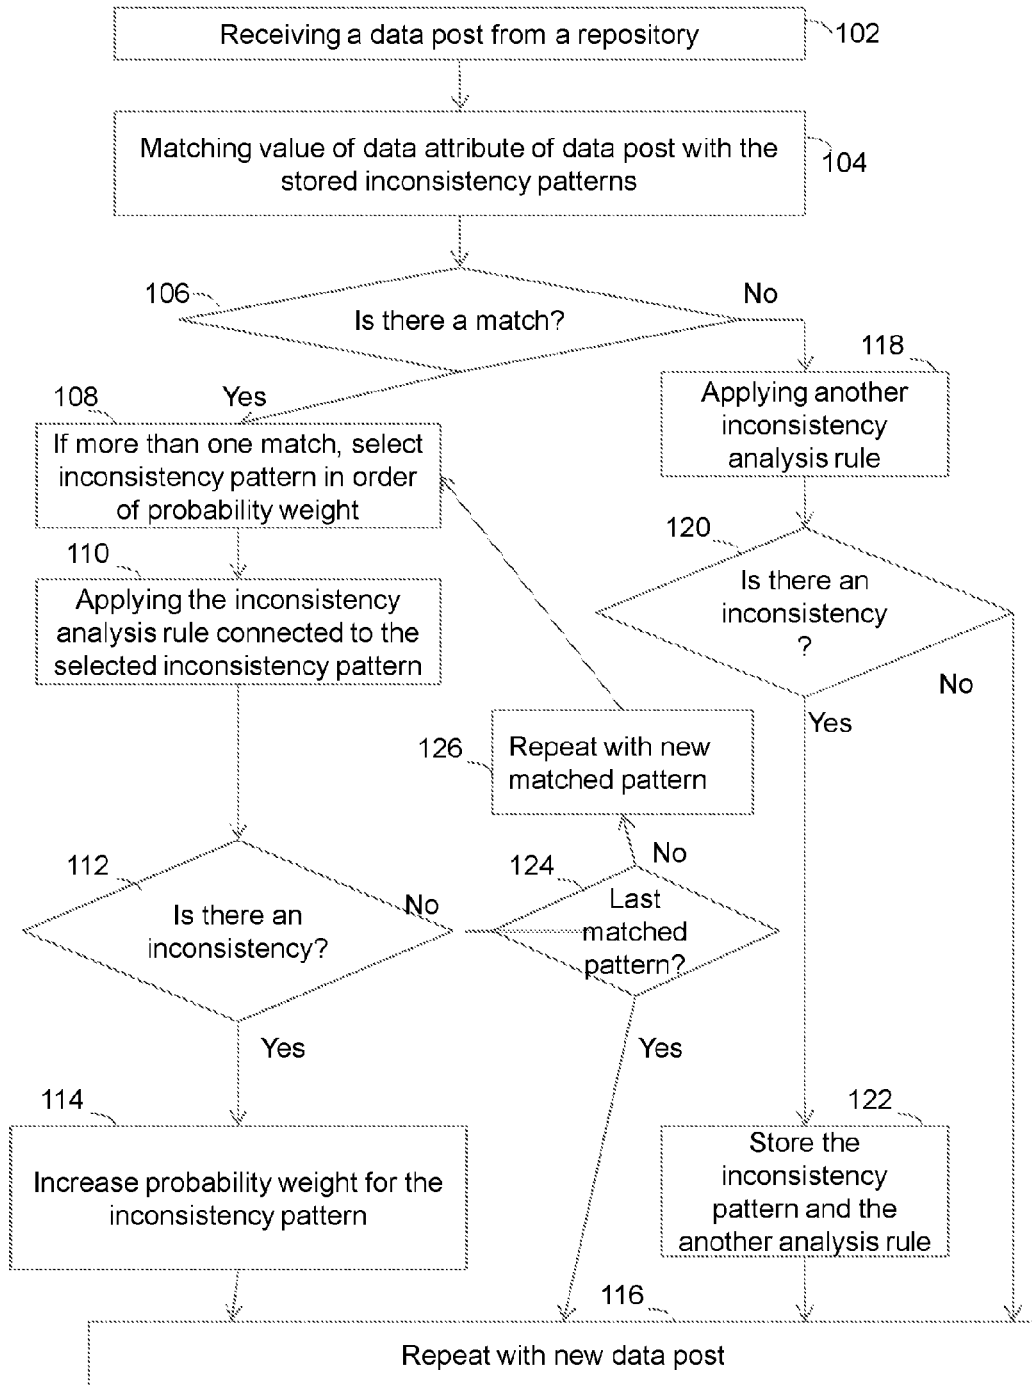 Receiving a data post from a repository
102
Matching value of data attribute of data post with the
stored inconsistency patterns
104
106
Is there a match?
No
Yes
108
If more than one match, select
inconsistency pattern in order
of probability weight
118
Applying another
inconsistency
analysis rule
110
Applying the inconsistency
analysis rule connected to the
selected inconsistency pattern
120
Is there an
inconsistency
?
No
Yes
126
Repeat with new
matched pattern
112
Is there an
inconsistency?
No
124
No
Last
matched
pattern?
Yes
Yes
114
Increase probability weight for the
inconsistency pattern
122
Store the
inconsistency
pattern and the
another analysis rule
116
Repeat with new data post